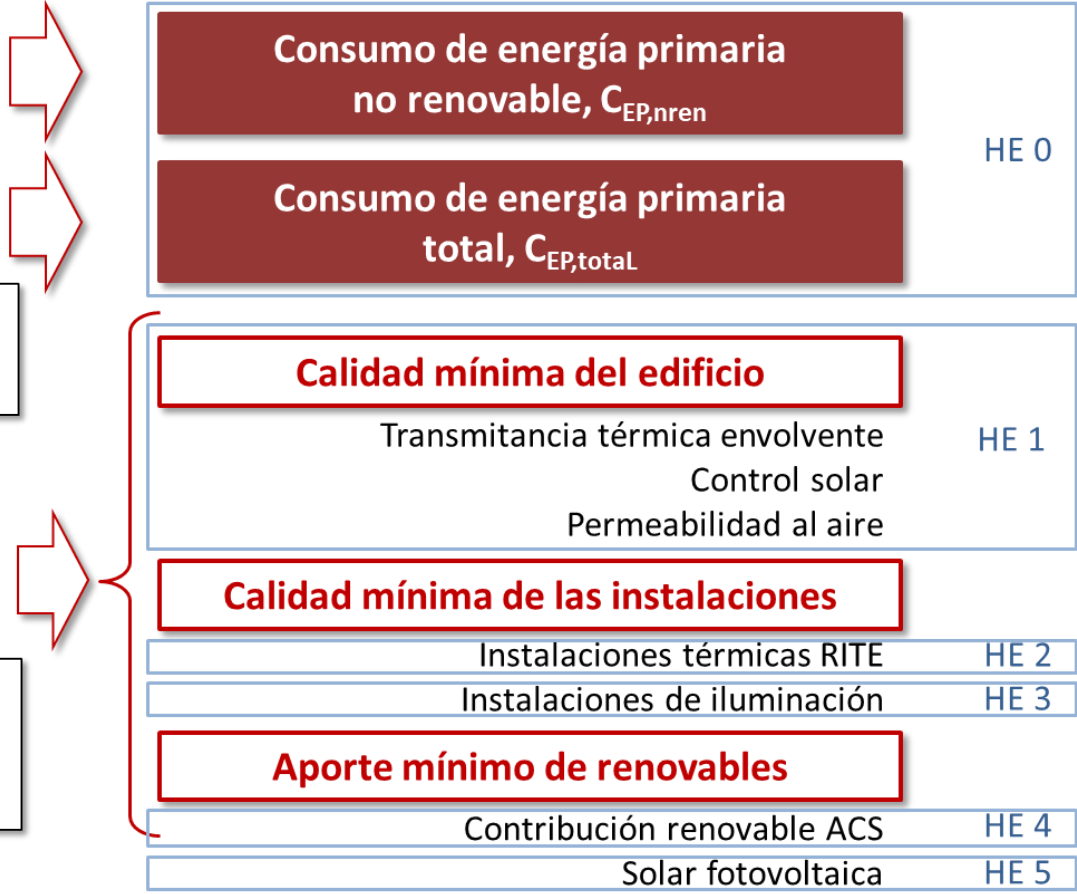 Consumo de energía primaria
no renovable, C_EP,nren
HE 0
Consumo de energía primaria
total, C_EP,totaL
Calidad mínima del edificio
Transmitancia térmica envolvente
HE 1
Control solar
Permeabilidad al aire
Calidad mínima de las instalaciones
Instalaciones térmicas RITE HE 2
Instalaciones de iluminación HE 3
Aporte mínimo de renovables
Contribución renovable ACS HE 4
Solar fotovoltaica HE 5